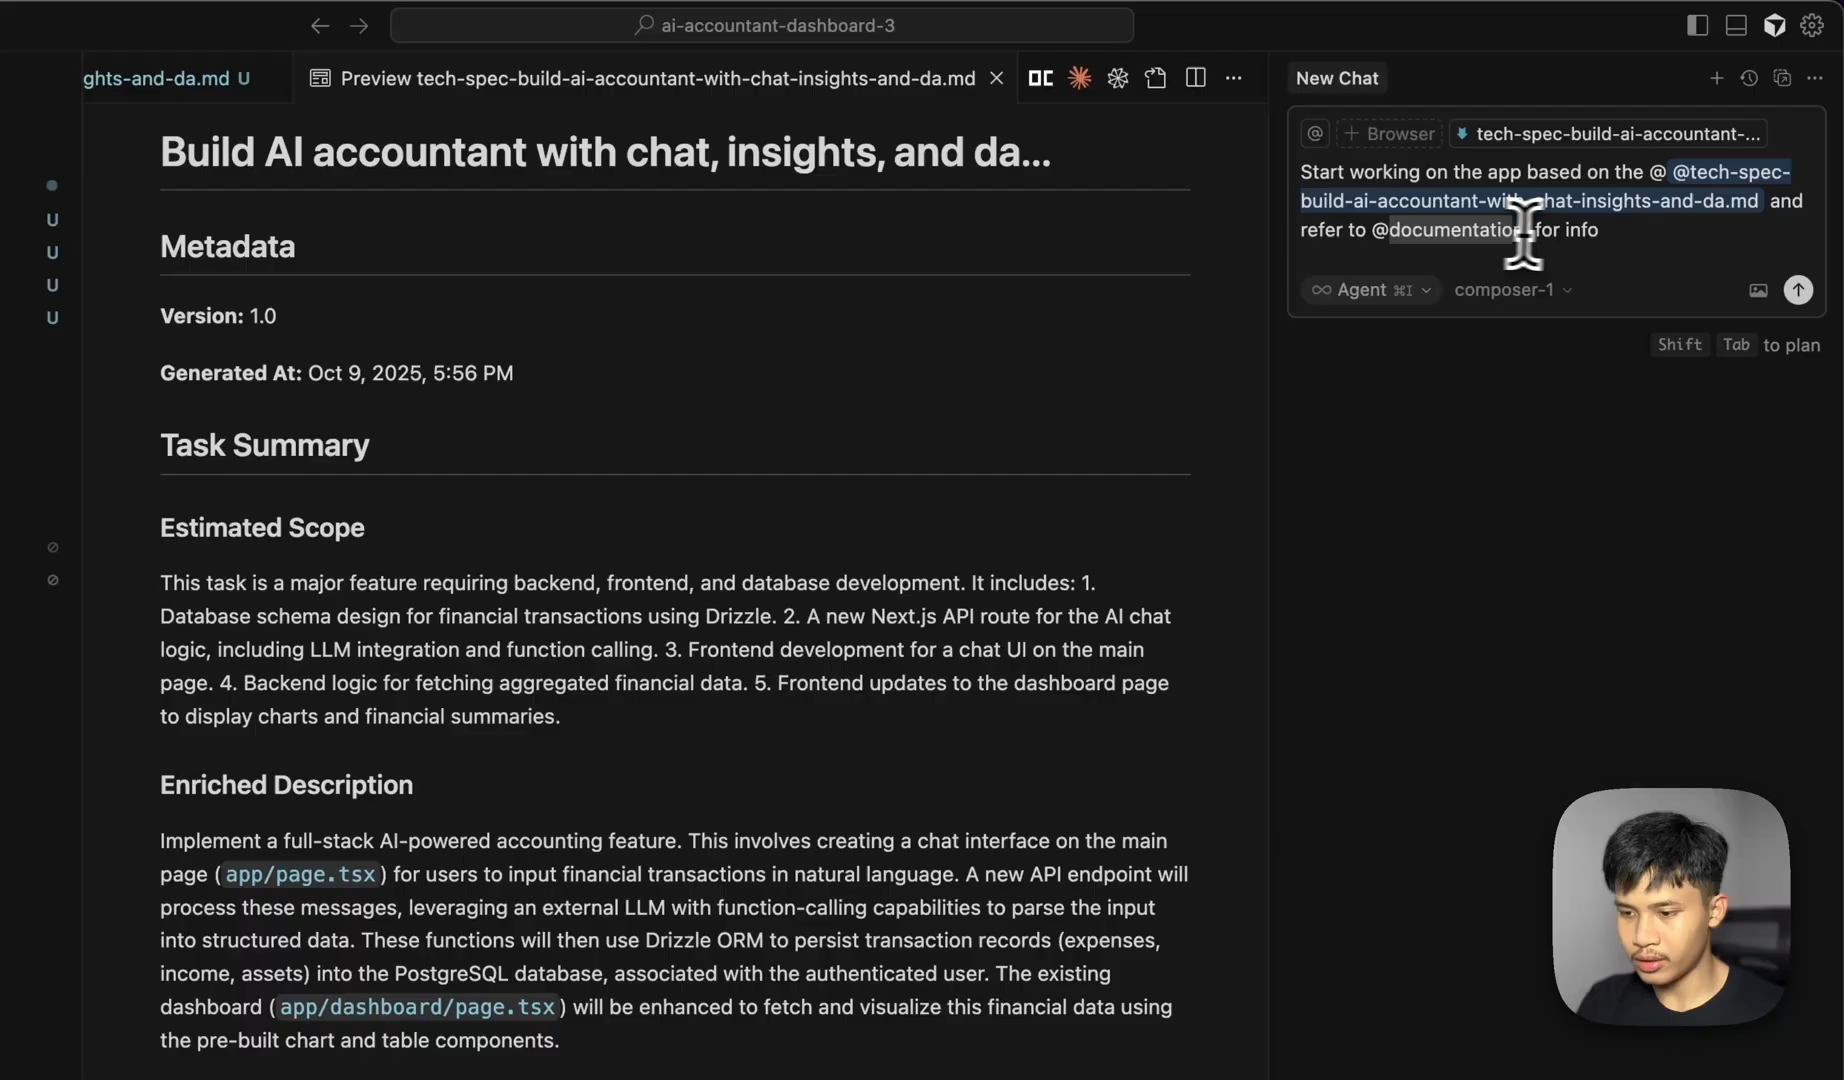 ai-accountant-dashboard-3
ghts-and-da.md U
Preview tech-spec-build-ai-accountant-with-chat-insights-and-da.md
New Chat
@
+ Browser
tech-spec-build-ai-accountant-...
Start working on the app based on the @ @tech-spec-
build-ai-accountant-with-chat-insights-and-da.md and
refer to @documentation for info
Agent ⌘I
composer-1
Shift Tab to plan
U
U
U
U
Build AI accountant with chat, insights, and da...
Metadata
Version: 1.0
Generated At: Oct 9, 2025, 5:56 PM
Task Summary
Estimated Scope
This task is a major feature requiring backend, frontend, and database development. It includes: 1.
Database schema design for financial transactions using Drizzle. 2. A new Next.js API route for the AI chat
logic, including LLM integration and function calling. 3. Frontend development for a chat UI on the main
page. 4. Backend logic for fetching aggregated financial data. 5. Frontend updates to the dashboard page
to display charts and financial summaries.
Enriched Description
Implement a full-stack AI-powered accounting feature. This involves creating a chat interface on the main
page (app/page.tsx) for users to input financial transactions in natural language. A new API endpoint will
process these messages, leveraging an external LLM with function-calling capabilities to parse the input
into structured data. These functions will then use Drizzle ORM to persist transaction records (expenses,
income, assets) into the PostgreSQL database, associated with the authenticated user. The existing
dashboard (app/dashboard/page.tsx) will be enhanced to fetch and visualize this financial data using
the pre-built chart and table components.